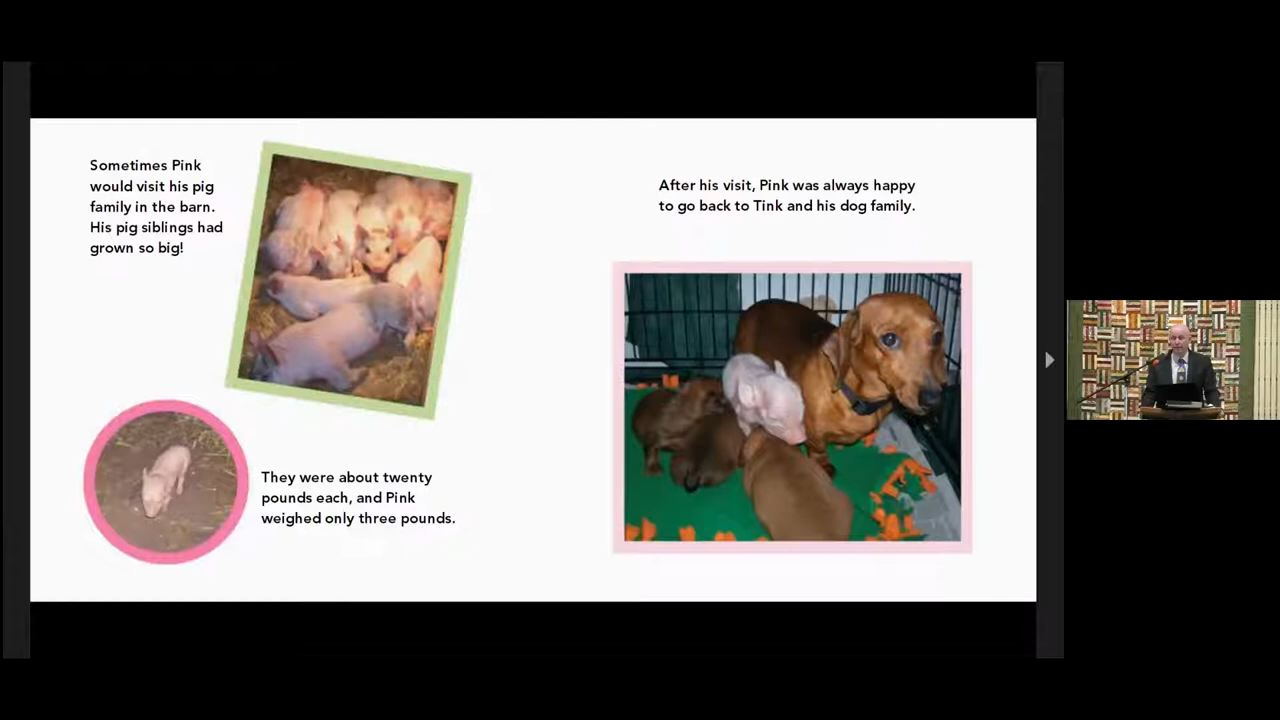 Sometimes Pink
would visit his pig
family in the barn.
His pig siblings had
grown so big!
They were about twenty
pounds each, and Pink
weighed only three pounds.
After his visit, Pink was always happy
to go back to Tink and his dog family.